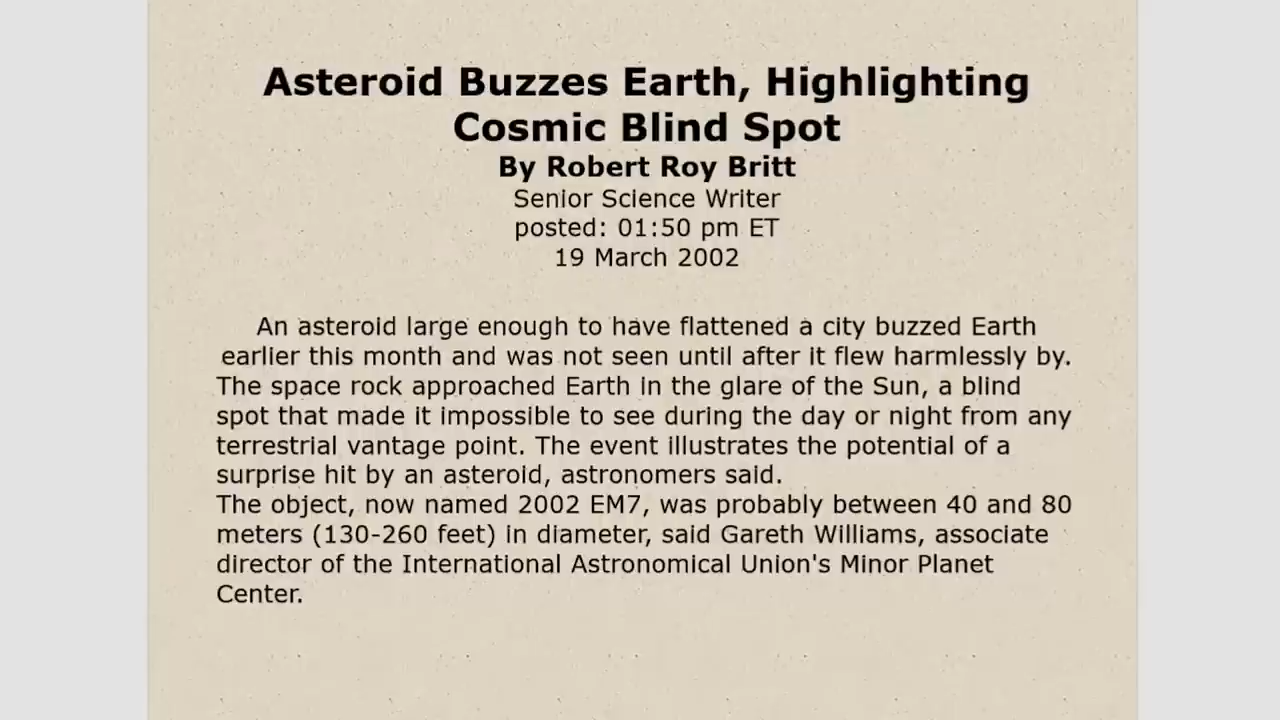 Asteroid Buzzes Earth, Highlighting
Cosmic Blind Spot
By Robert Roy Britt
Senior Science Writer
posted: 01:50 pm ET
19 March 2002
An asteroid large enough to have flattened a city buzzed Earth
earlier this month and was not seen until after it flew harmlessly by.
The space rock approached Earth in the glare of the Sun, a blind
spot that made it impossible to see during the day or night from any
terrestrial vantage point. The event illustrates the potential of a
surprise hit by an asteroid, astronomers said.
The object, now named 2002 EM7, was probably between 40 and 80
meters (130-260 feet) in diameter, said Gareth Williams, associate
director of the International Astronomical Union's Minor Planet
Center.